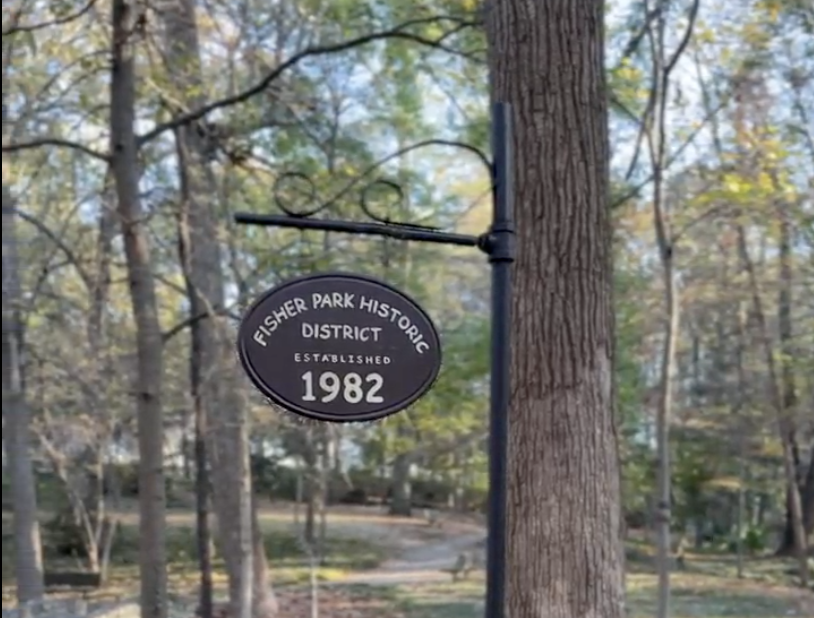 FISHER PARK HISTORIC
DISTRICT
ESTABLISHED
1982